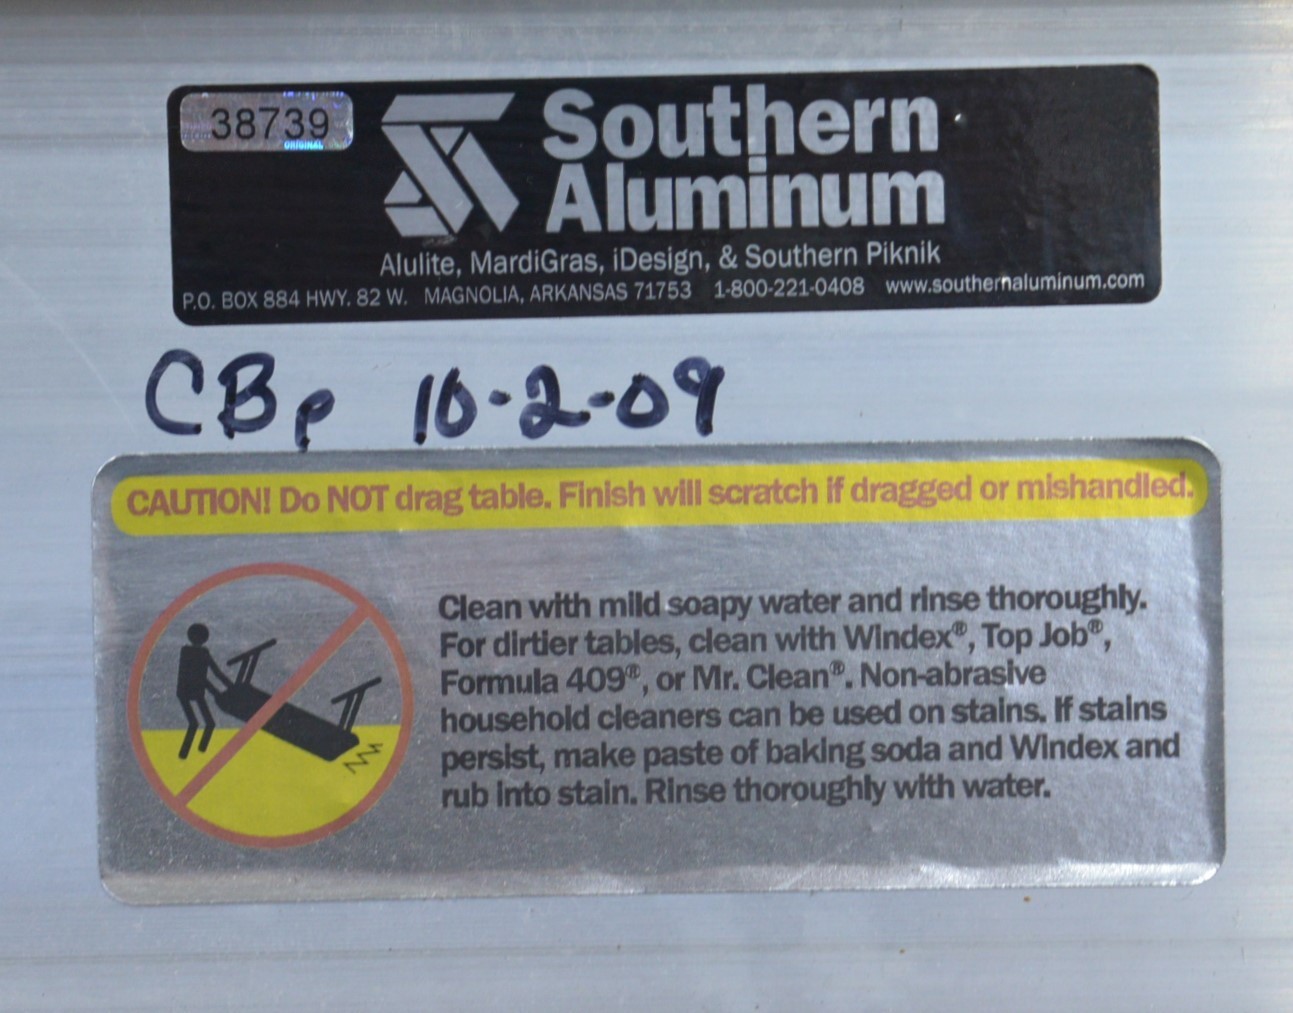 38739
ORIGINAL
Southern
Aluminum
Alulite, MardiGras, iDesign, & Southern Piknik
P.O. BOX 884 HWY. 82 W. MAGNOLIA, ARKANSAS 71753 1-800-221-0408 www.southernaluminum.com
CBp 10-2-09
CAUTION! Do NOT drag table. Finish will scratch if dragged or mishandled.
Clean with mild soapy water and rinse thoroughly.
For dirtier tables, clean with Windex®, Top Job®,
Formula 409®, or Mr. Clean®. Non-abrasive
household cleaners can be used on stains. If stains
persist, make paste of baking soda and Windex and
rub into stain. Rinse thoroughly with water.